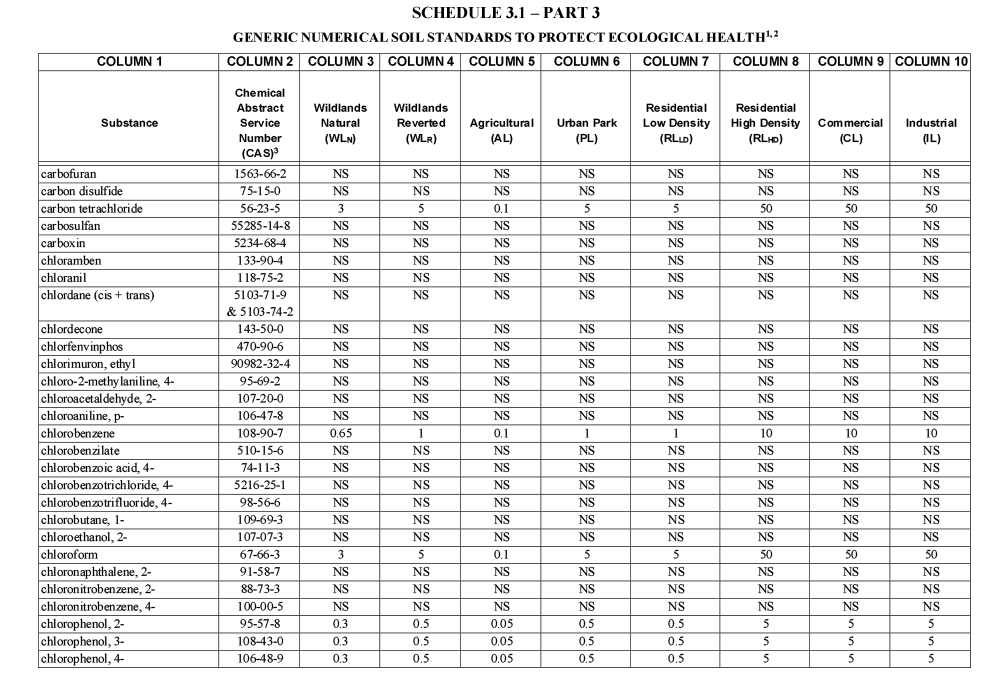 SCHEDULE 3.1 – PART 3
GENERIC NUMERICAL SOIL STANDARDS TO PROTECT ECOLOGICAL HEALTH1, 2
COLUMN 1 COLUMN 2 COLUMN 3 COLUMN 4 COLUMN 5 COLUMN 6 COLUMN 7 COLUMN 8 COLUMN 9 COLUMN 10
Substance Chemical Abstract Service Number (CAS)3 Wildlands Natural (WLN) Wildlands Reverted (WLR) Agricultural (AL) Urban Park (PL) Residential Low Density (RLLD) Residential High Density (RLHD) Commercial (CL) Industrial (IL)
carbofuran 1563-66-2 NS NS NS NS NS NS NS NS
carbon disulfide 75-15-0 NS NS NS NS NS NS NS NS
carbon tetrachloride 56-23-5 3 5 0.1 5 5 50 50 50
carbosulfan 55285-14-8 NS NS NS NS NS NS NS NS
carboxin 5234-68-4 NS NS NS NS NS NS NS NS
chloramben 133-90-4 NS NS NS NS NS NS NS NS
chloranil 118-75-2 NS NS NS NS NS NS NS NS
chlordane (cis + trans) 5103-71-9 NS NS NS NS NS NS NS NS
& 5103-74-2
chlordecone 143-50-0 NS NS NS NS NS NS NS NS
chlorfenvinphos 470-90-6 NS NS NS NS NS NS NS NS
chlorimuron, ethyl 90982-32-4 NS NS NS NS NS NS NS NS
chloro-2-methylaniline, 4- 95-69-2 NS NS NS NS NS NS NS NS
chloroacetaldehyde, 2- 107-20-0 NS NS NS NS NS NS NS NS
chloroaniline, p- 106-47-8 NS NS NS NS NS NS NS NS
chlorobenzene 108-90-7 0.65 1 0.1 1 1 10 10 10
chlorobenzilate 510-15-6 NS NS NS NS NS NS NS NS
chlorobenzoic acid, 4- 74-11-3 NS NS NS NS NS NS NS NS
chlorobenzotrichloride, 4- 5216-25-1 NS NS NS NS NS NS NS NS
chlorobenzotrifluoride, 4- 98-56-6 NS NS NS NS NS NS NS NS
chlorobutane, 1- 109-69-3 NS NS NS NS NS NS NS NS
chloroethanol, 2- 107-07-3 NS NS NS NS NS NS NS NS
chloroform 67-66-3 3 5 0.1 5 5 50 50 50
chloronaphthalene, 2- 91-58-7 NS NS NS NS NS NS NS NS
chloronitrobenzene, 2- 88-73-3 NS NS NS NS NS NS NS NS
chloronitrobenzene, 4- 100-00-5 NS NS NS NS NS NS NS NS
chlorophenol, 2- 95-57-8 0.3 0.5 0.05 0.5 0.5 5 5 5
chlorophenol, 3- 108-43-0 0.3 0.5 0.05 0.5 0.5 5 5 5
chlorophenol, 4- 106-48-9 0.3 0.5 0.05 0.5 0.5 5 5 5